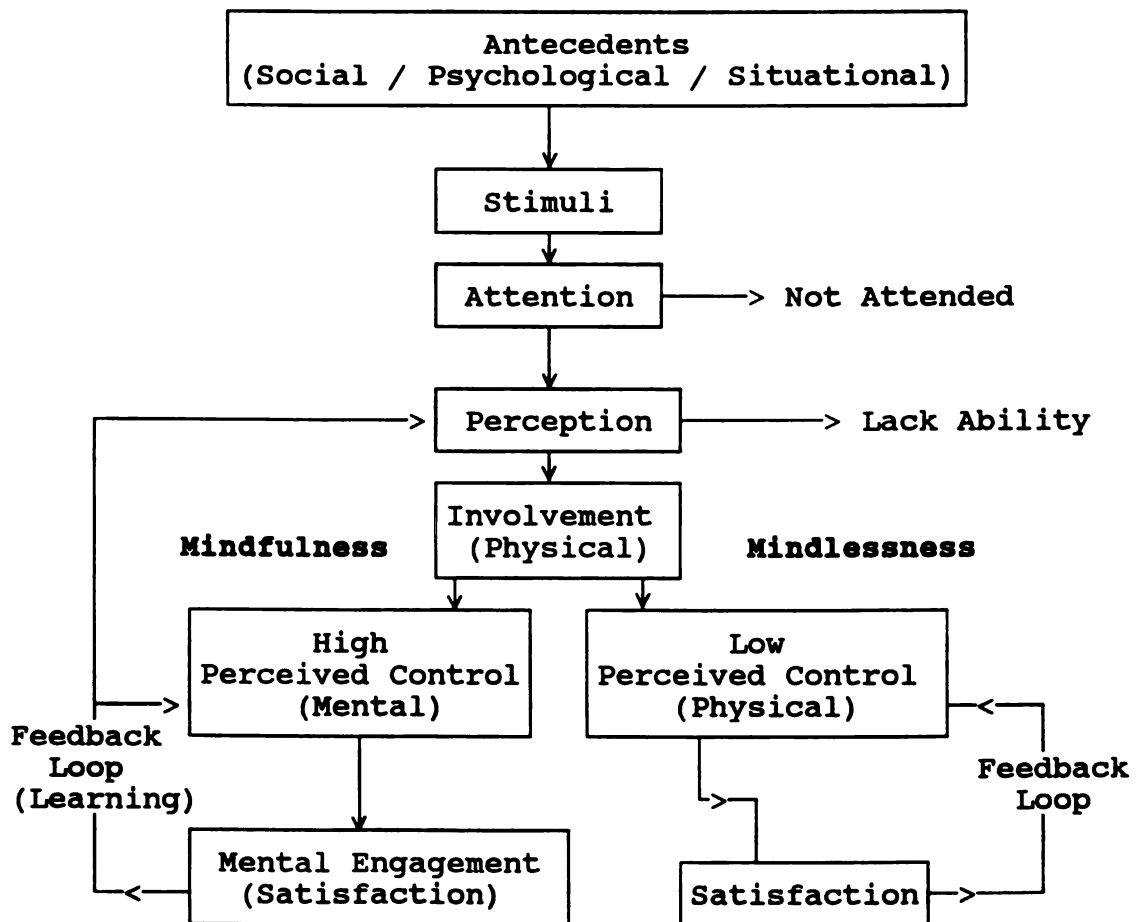 Antecedents
(Social / Psychological / Situational)
Stimuli
Attention
Not Attended
Perception
Lack Ability
Involvement
(Physical)
Mindfulness
Mindlessness
High
Perceived Control
(Mental)
Low
Perceived Control
(Physical)
Feedback
Loop
(Learning)
Feedback
Loop
Mental Engagement
(Satisfaction)
Satisfaction